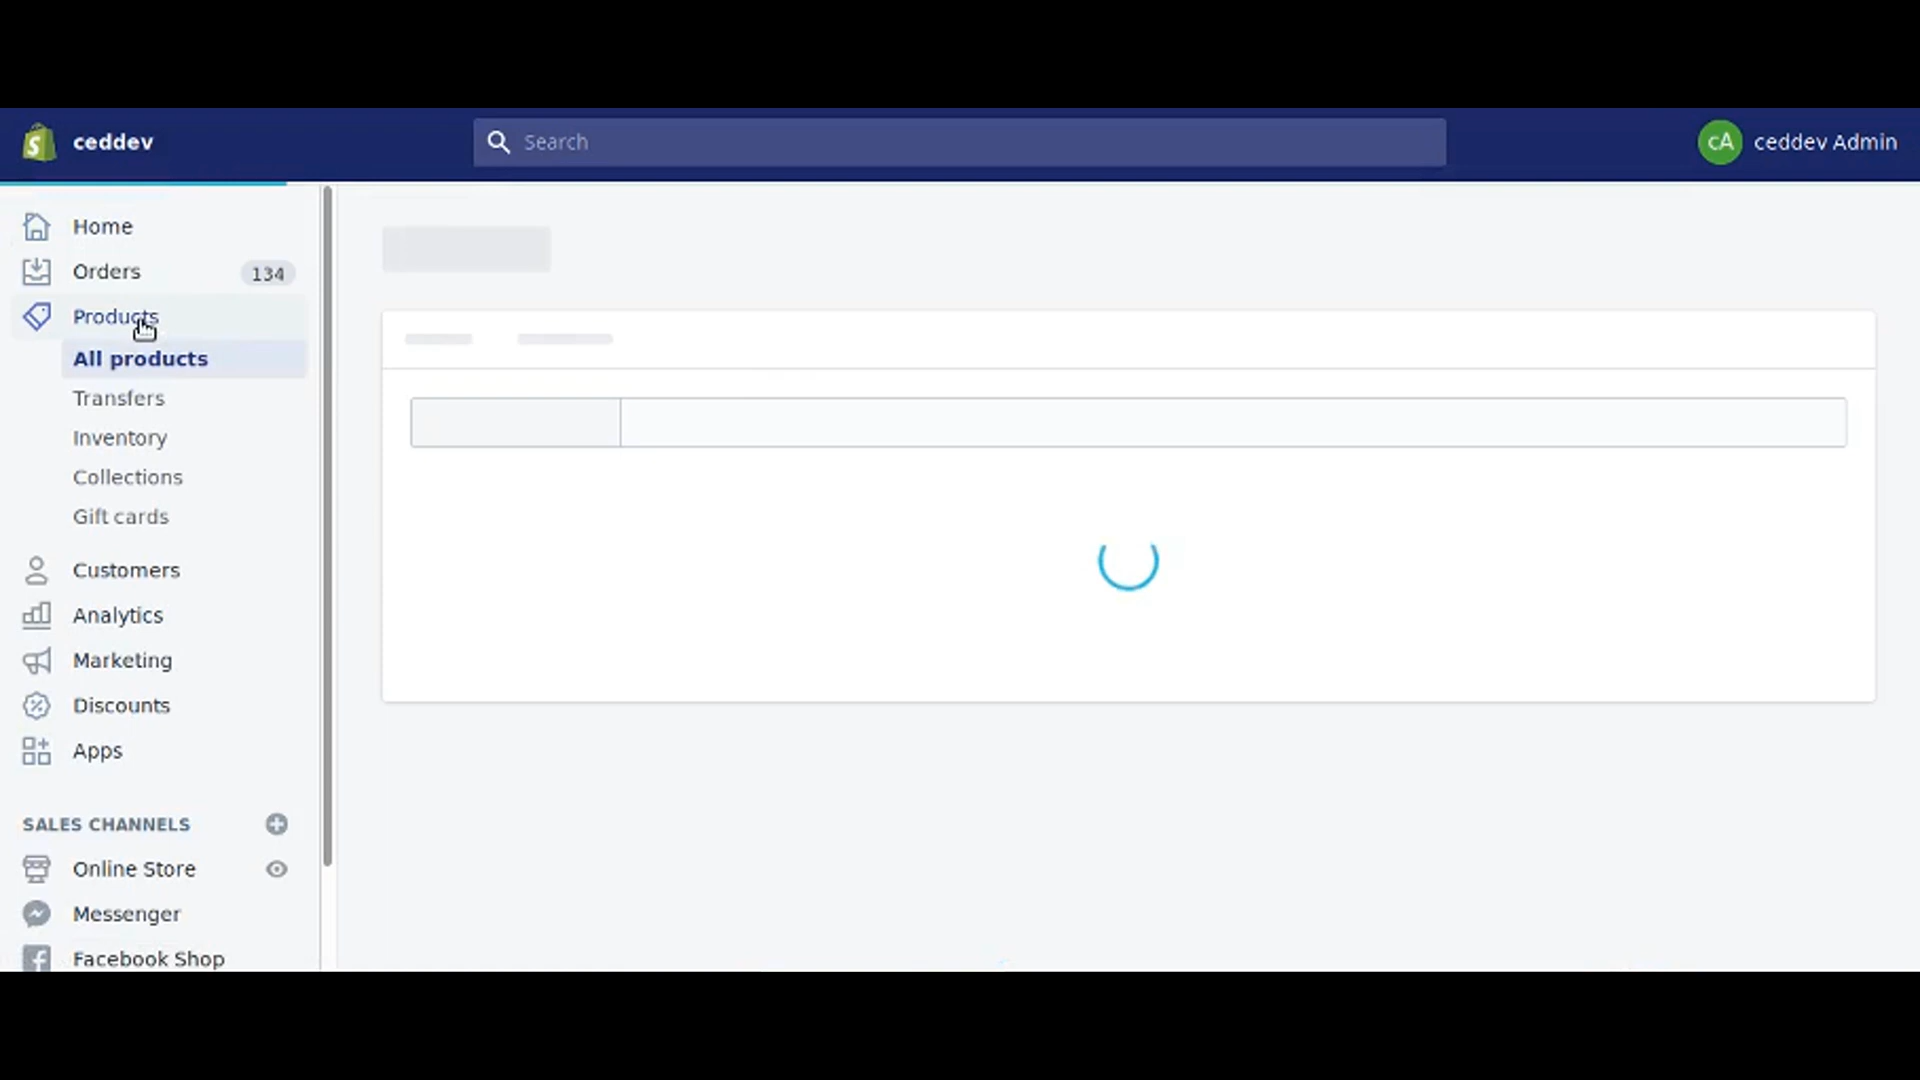 ceddev
Search
cA
ceddev Admin
Home
Orders
134
Products
All products
Transfers
Inventory
Collections
Gift cards
Customers
Analytics
Marketing
Discounts
Apps
SALES CHANNELS
Online Store
Messenger
Facebook Shop